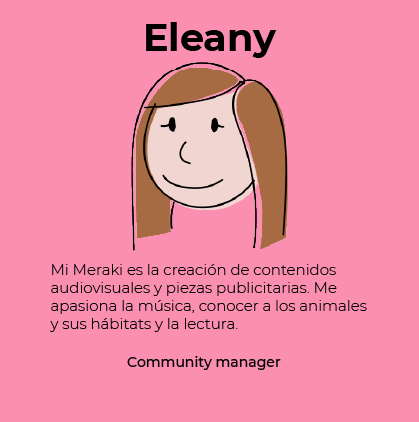 Eleany
Mi Meraki es la creación de contenidos
audiovisuales y piezas publicitarias. Me
apasiona la música, conocer a los animales
y sus hábitats y la lectura.
Community manager